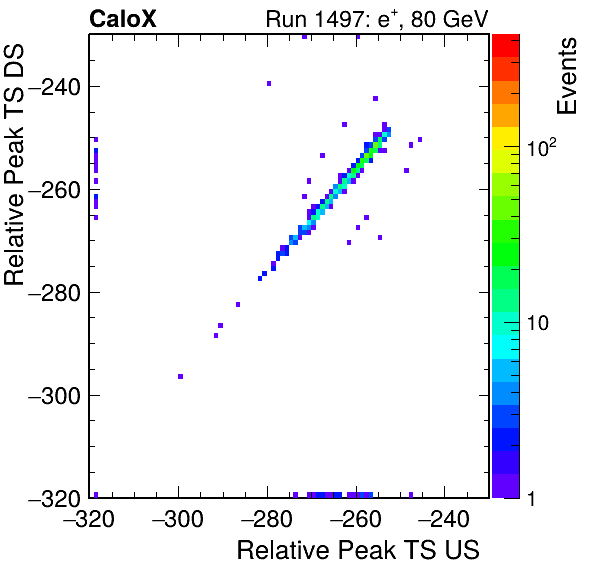 CaloX Run 1497: e⁺, 80 GeV
Relative Peak TS DS
−240
−260
−280
−300
−320
−320 −300 −280 −260 −240
Relative Peak TS US
Events
10²
10
1